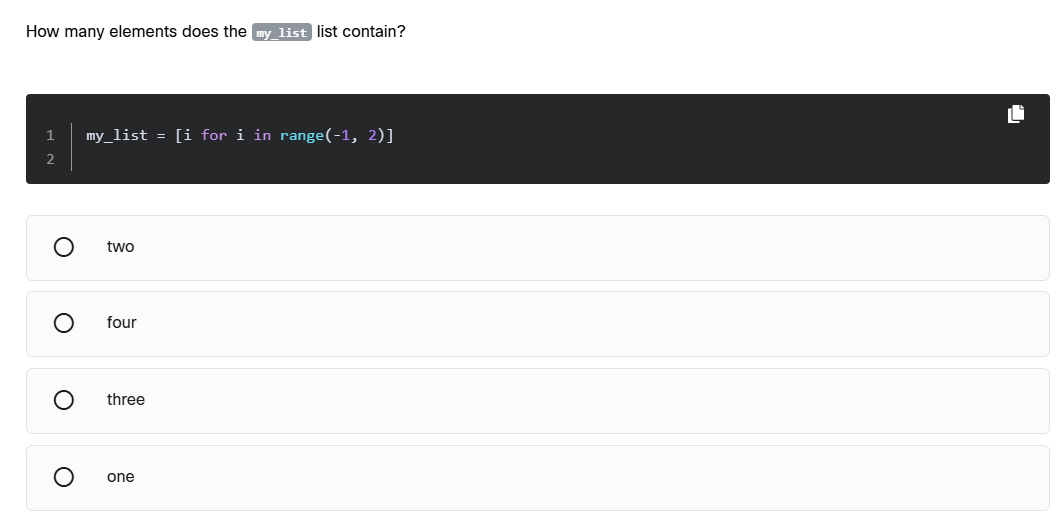 How many elements does the my_list list contain?
1 my_list = [i for i in range(-1, 2)]
2
two
four
three
one